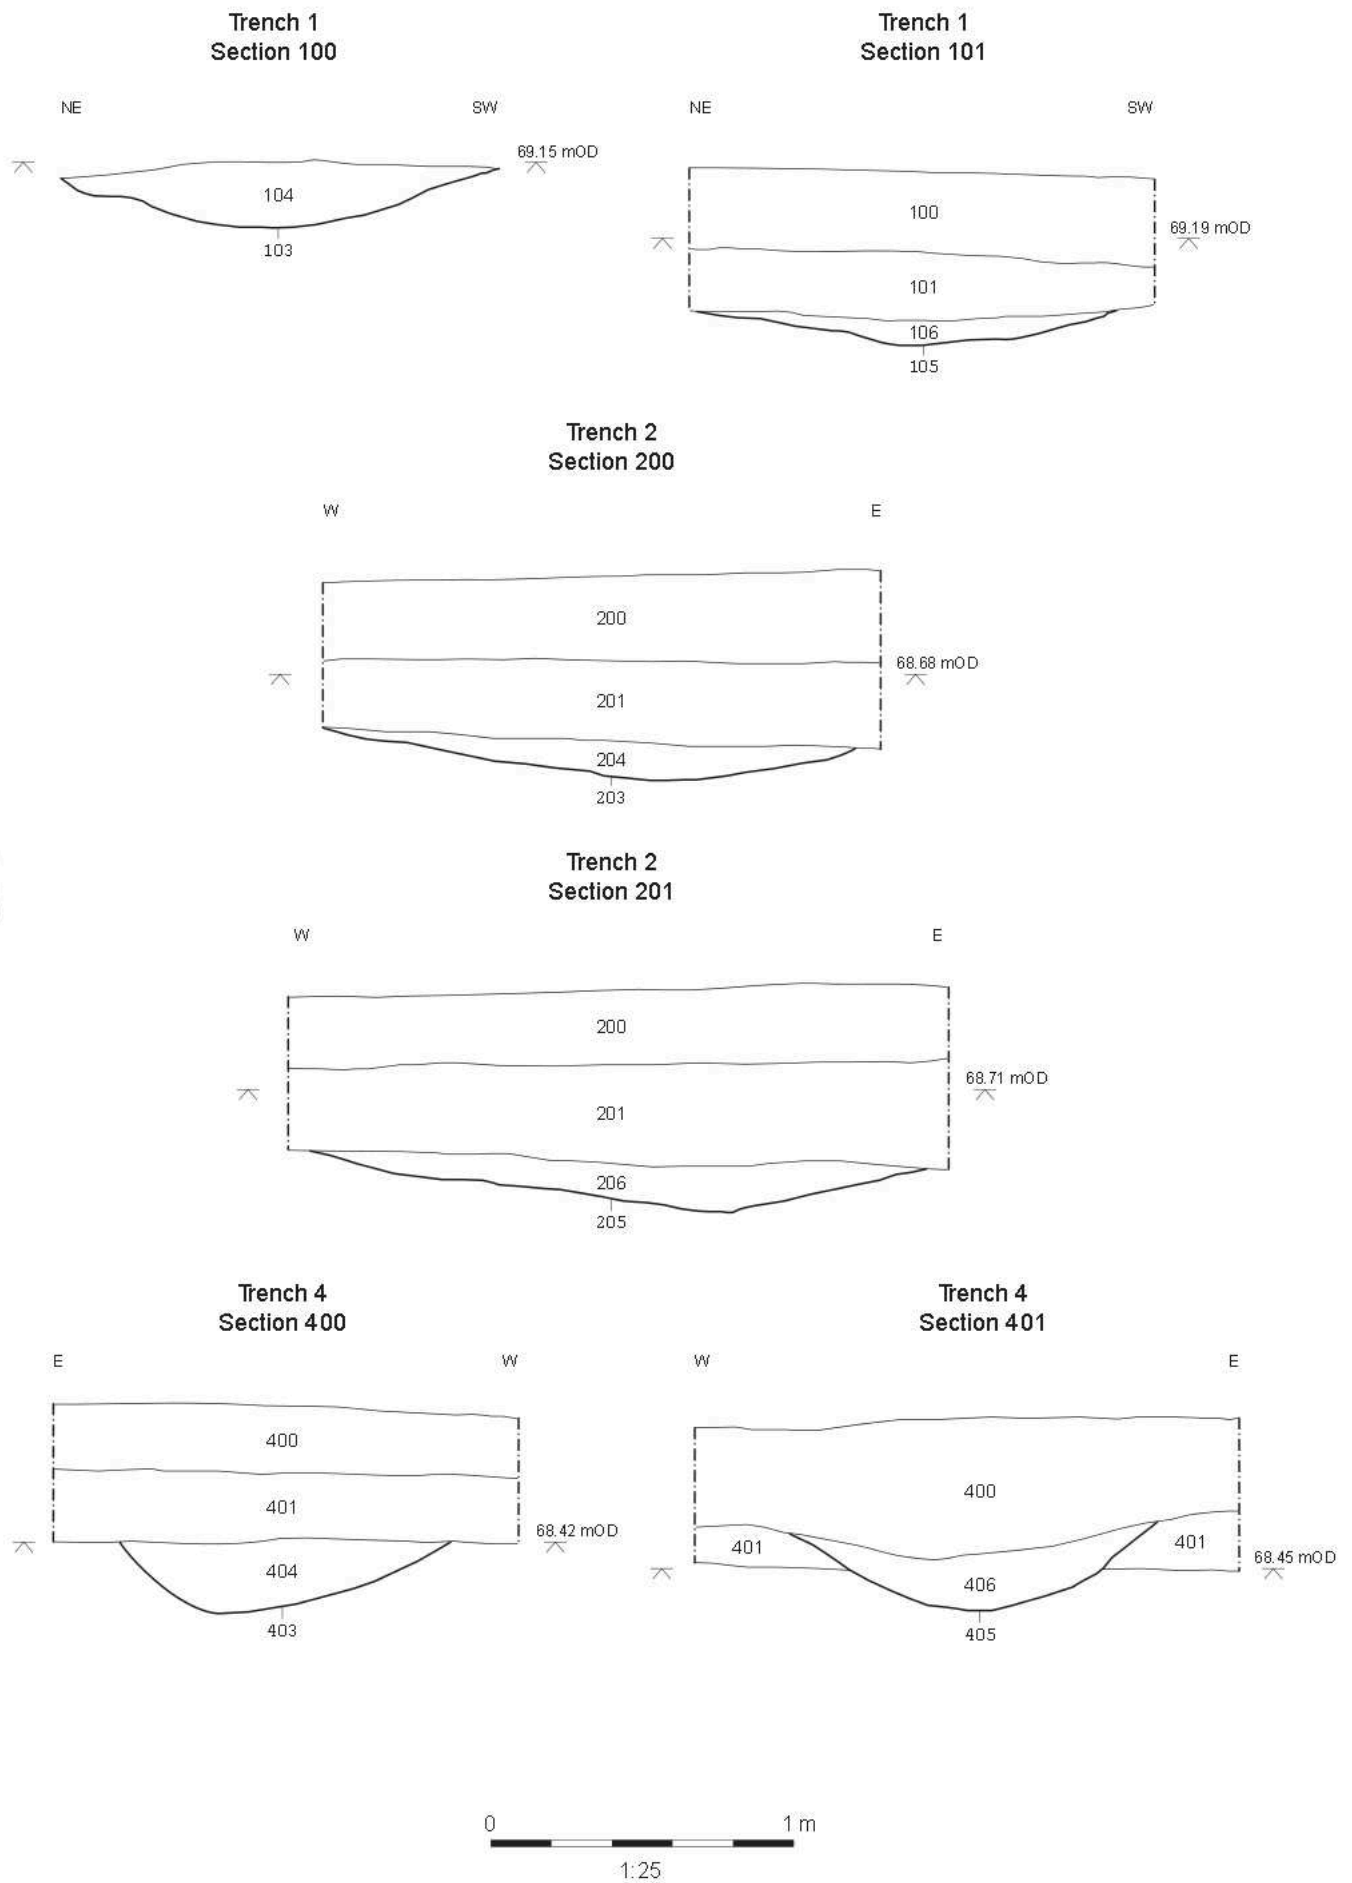 Trench 1
Section 100
NE
SW
69.15 mOD
104
103
Trench 1
Section 101
NE
SW
100
69.19 mOD
101
106
105
Trench 2
Section 200
W
E
200
68.68 mOD
201
204
203
Trench 2
Section 201
W
E
200
68.71 mOD
201
206
205
Trench 4
Section 400
E
W
400
401
68.42 mOD
404
403
Trench 4
Section 401
W
E
400
401
401
68.45 mOD
406
405
0
1 m
1:25